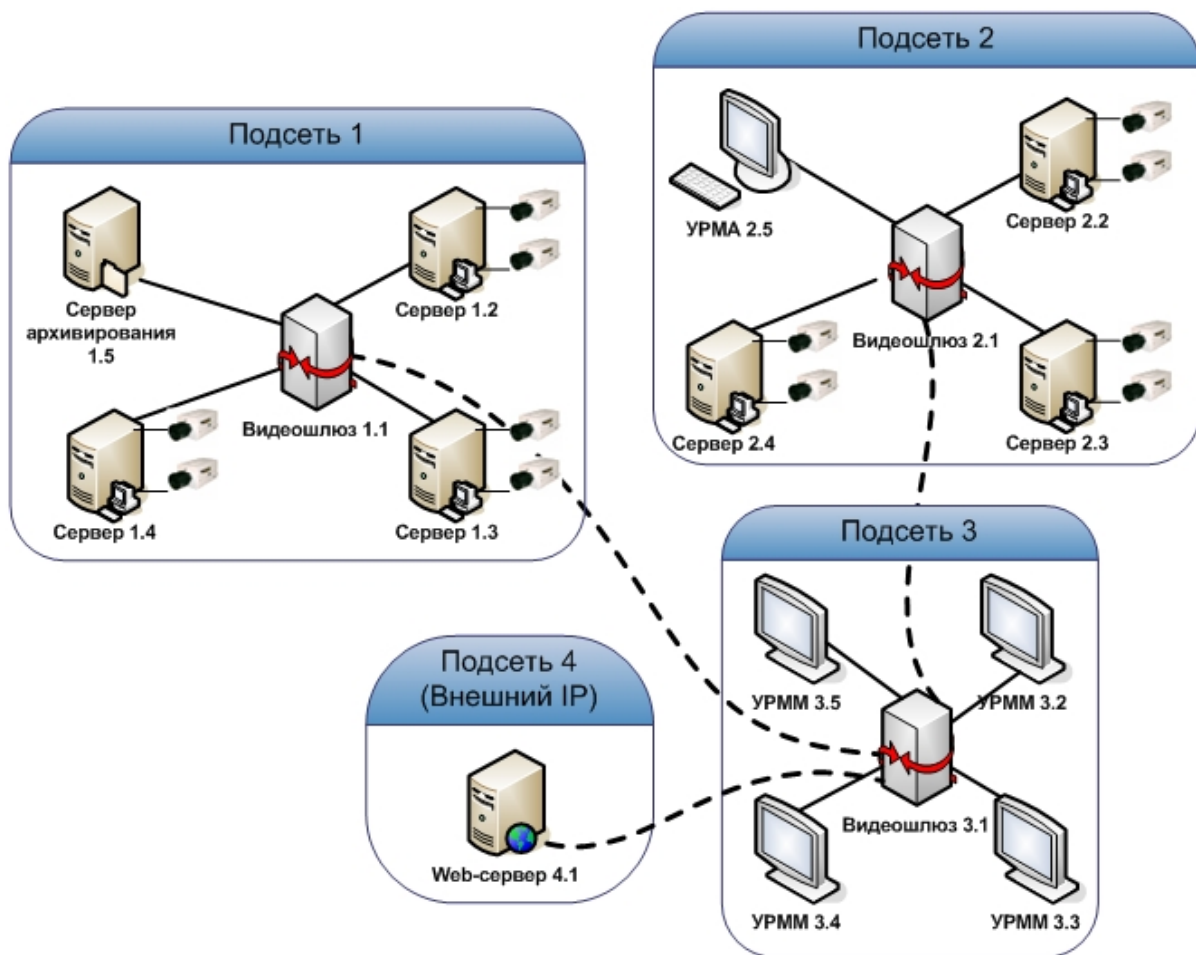 Подсеть 1
Сервер
архивирования
1.5
Сервер 1.2
Видеошлюз 1.1
Сервер 1.4
Сервер 1.3
Подсеть 2
УРМА 2.5
Сервер 2.2
Видеошлюз 2.1
Сервер 2.4
Сервер 2.3
Подсеть 3
УРММ 3.5
УРММ 3.2
Видеошлюз 3.1
УРММ 3.4
УРММ 3.3
Подсеть 4
(Внешний IP)
Web-сервер 4.1